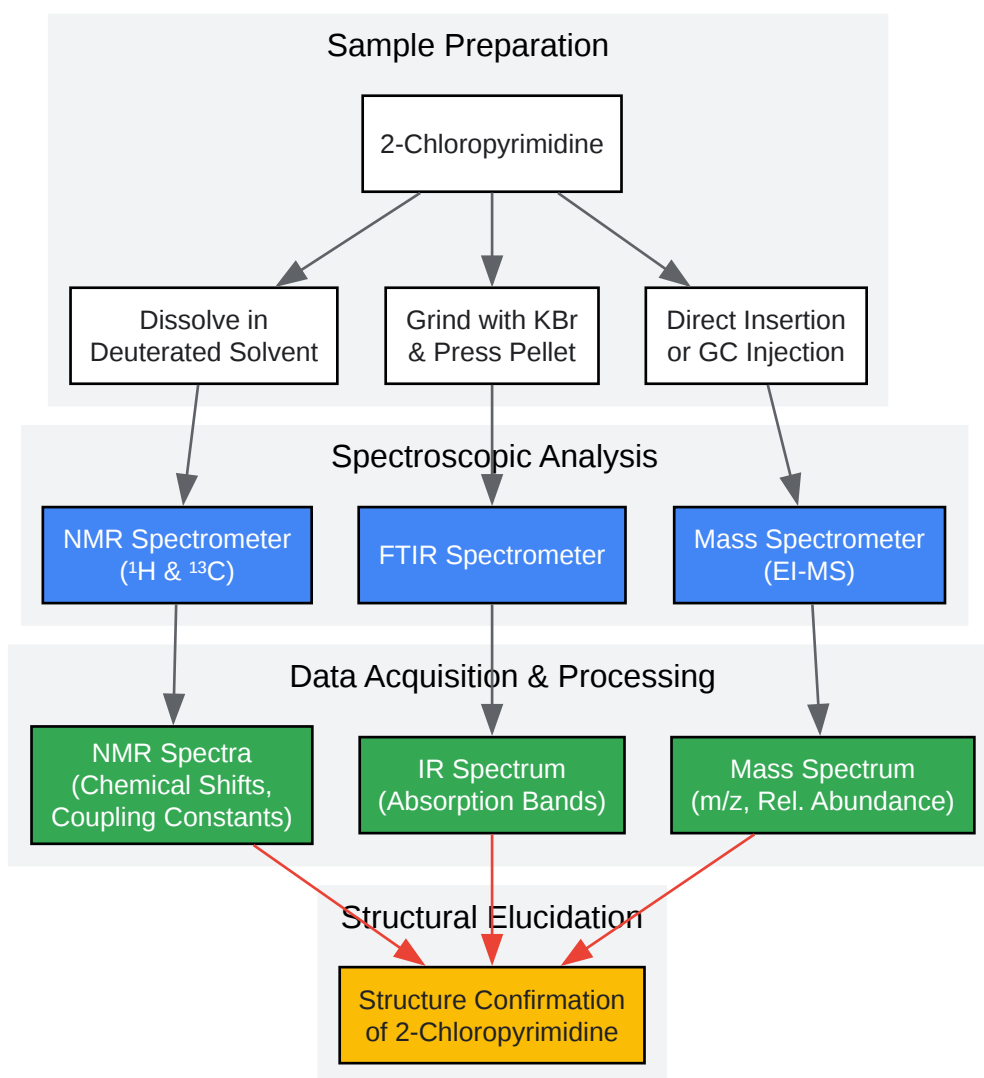 Sample Preparation
2-Chloropyrimidine
Dissolve in
Deuterated Solvent
Grind with KBr
& Press Pellet
Direct Insertion
or GC Injection
Spectroscopic Analysis
NMR Spectrometer
(¹H & ¹³C)
FTIR Spectrometer
Mass Spectrometer
(EI-MS)
Data Acquisition & Processing
NMR Spectra
(Chemical Shifts,
Coupling Constants)
IR Spectrum
(Absorption Bands)
Mass Spectrum
(m/z, Rel. Abundance)
Structural Elucidation
Structure Confirmation
of 2-Chloropyrimidine